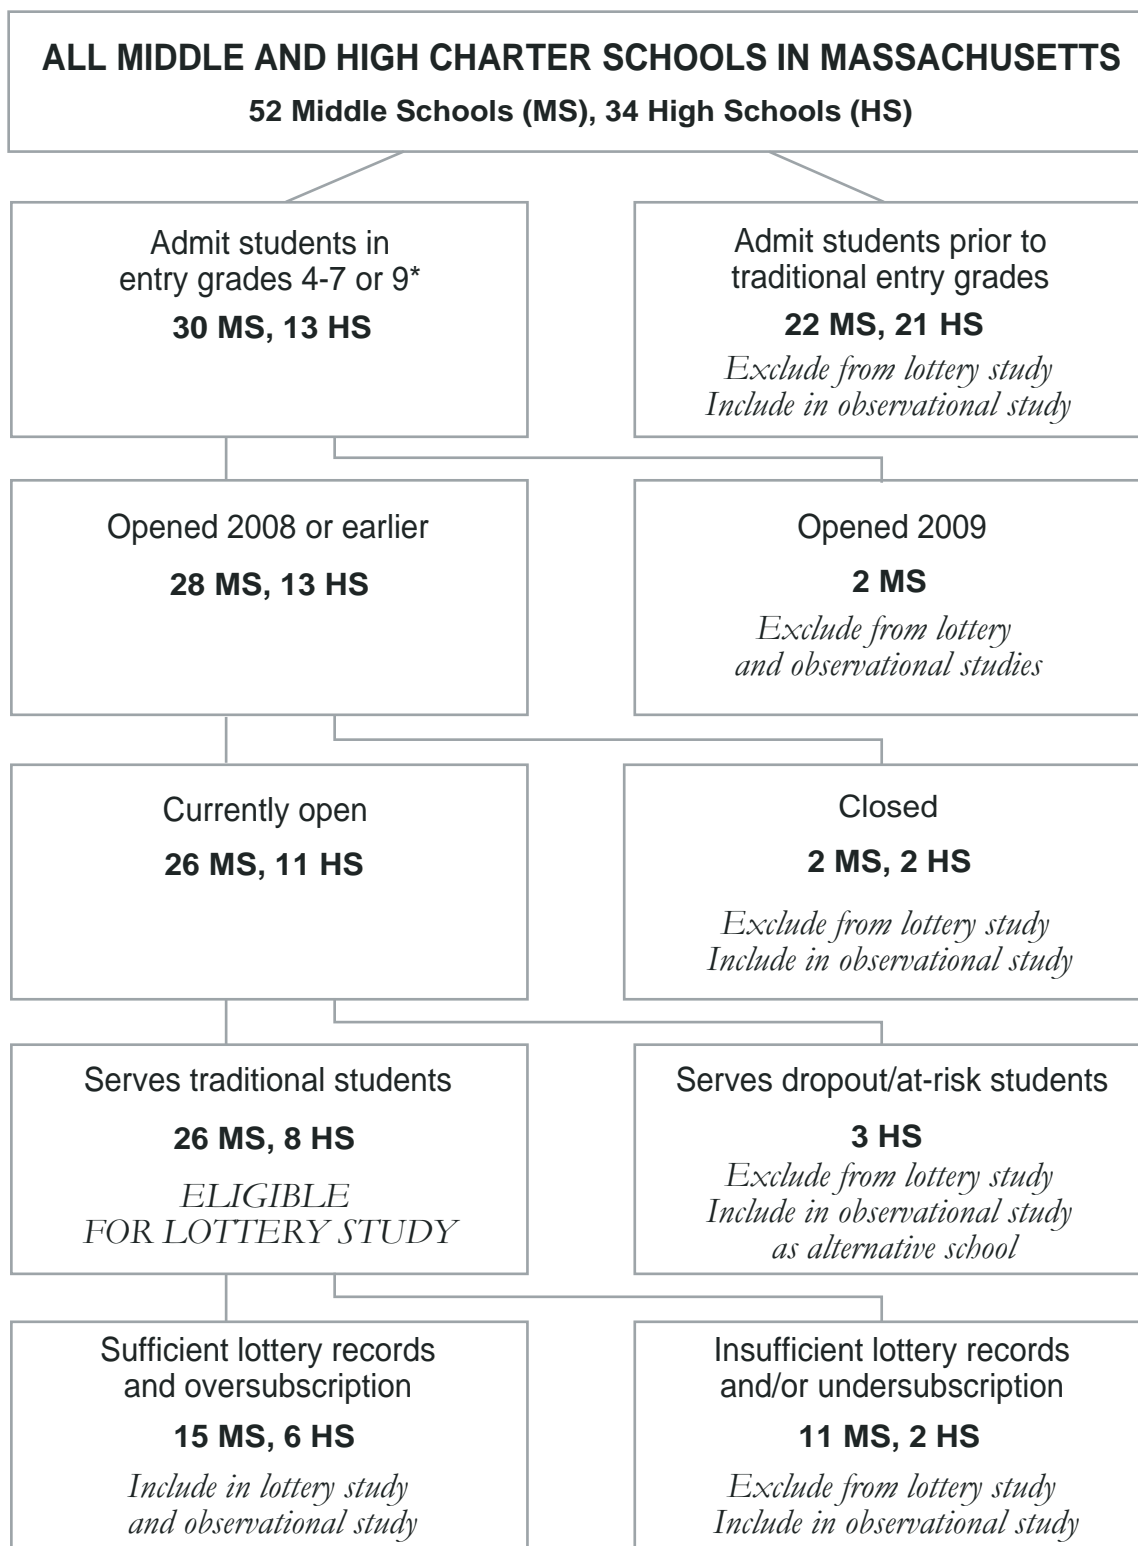 ALL MIDDLE AND HIGH CHARTER SCHOOLS IN MASSACHUSETTS
52 Middle Schools (MS), 34 High Schools (HS)
Admit students in
entry grades 4-7 or 9*
30 MS, 13 HS
Admit students prior to
traditional entry grades
22 MS, 21 HS
Exclude from lottery study
Include in observational study
Opened 2008 or earlier
28 MS, 13 HS
Opened 2009
2 MS
Exclude from lottery
and observational studies
Currently open
26 MS, 11 HS
Closed
2 MS, 2 HS
Exclude from lottery study
Include in observational study
Serves traditional students
26 MS, 8 HS
ELIGIBLE
FOR LOTTERY STUDY
Serves dropout/at-risk students
3 HS
Exclude from lottery study
Include in observational study
as alternative school
Sufficient lottery records
and oversubscription
15 MS, 6 HS
Include in lottery study
and observational study
Insufficient lottery records
and/or undersubscription
11 MS, 2 HS
Exclude from lottery study
Include in observational study